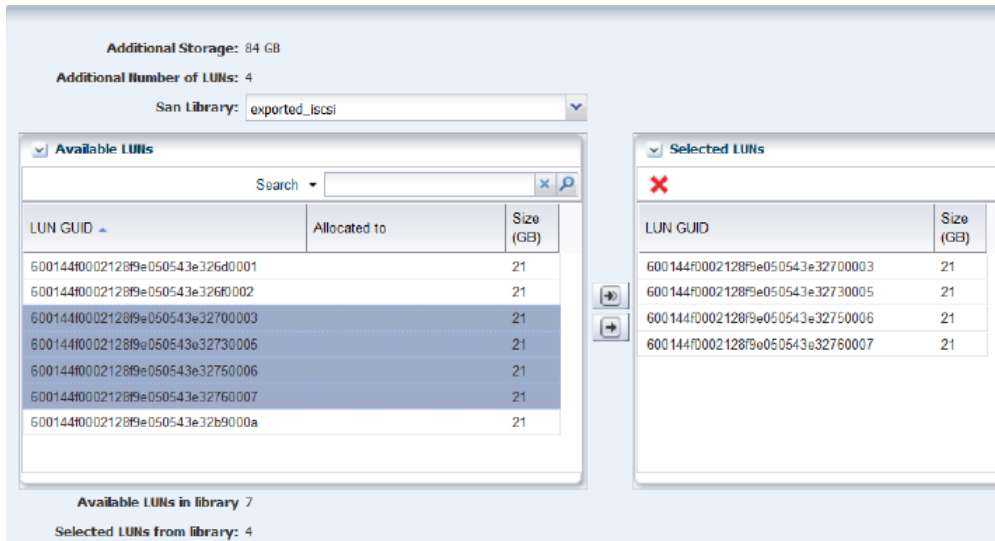 Additional Storage: 84 GB
Additional Number of LUNs: 4
San Library: exported_iscsi
Available LUNs
Search
LUN GUID Allocated to Size (GB)
600144f0002128f9e050543e326d0001 21
600144f0002128f9e050543e326f0002 21
600144f0002128f9e050543e32700003 21
600144f0002128f9e050543e32730005 21
600144f0002128f9e050543e32750006 21
600144f0002128f9e050543e32760007 21
600144f0002128f9e050543e32b9000a 21
Available LUNs in library 7
Selected LUNs from library: 4
Selected LUNs
LUN GUID Size (GB)
600144f0002128f9e050543e32700003 21
600144f0002128f9e050543e32730005 21
600144f0002128f9e050543e32750006 21
600144f0002128f9e050543e32760007 21